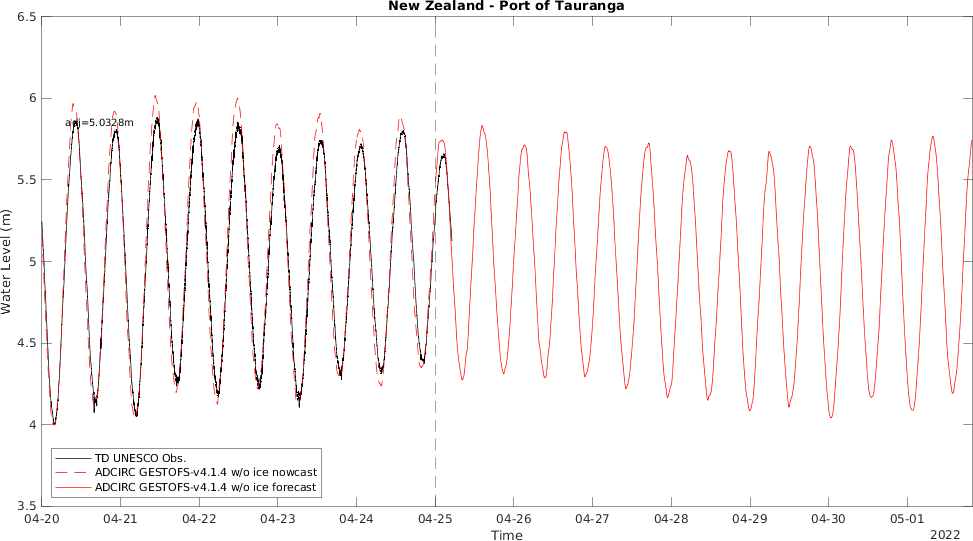 New Zealand - Port of Tauranga
6.5
6
5.5
5
4.5
4
3.5
Water Level (m)
adj=5.0328m
TD UNESCO Obs.
ADCIRC GESTOFS-v4.1.4 w/o ice nowcast
ADCIRC GESTOFS-v4.1.4 w/o ice forecast
04-20 04-21 04-22 04-23 04-24 04-25 04-26 04-27 04-28 04-29 04-30 05-01
Time
2022